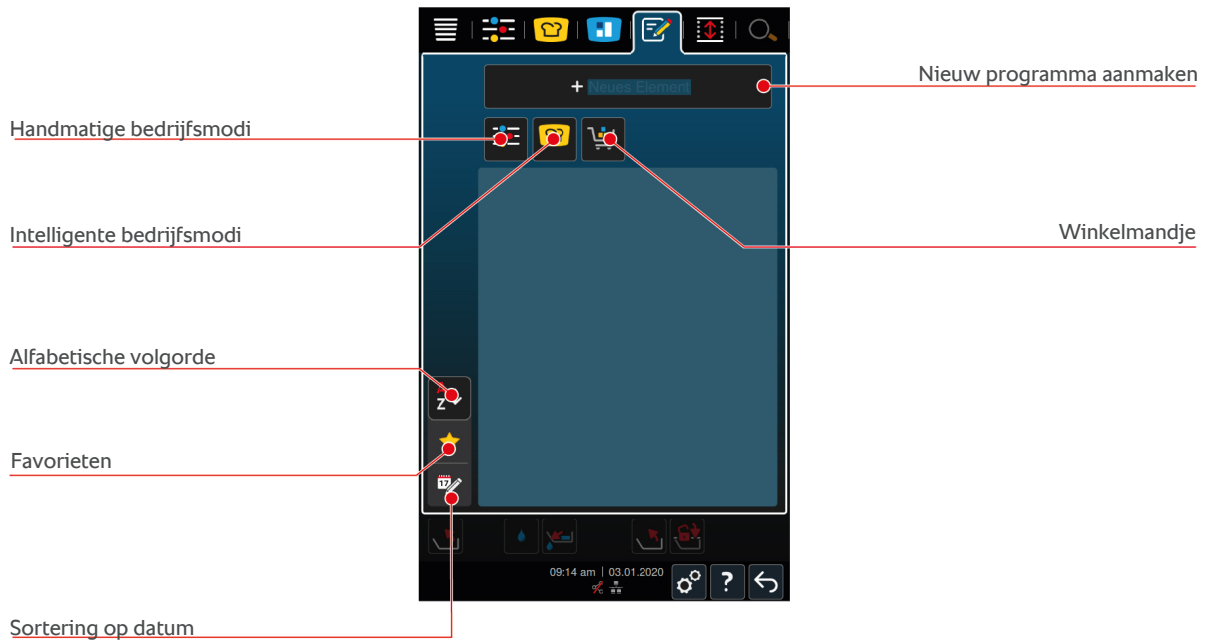 Nieuw programma aanmaken
+ Neues Element
Handmatige bedrijfsmodi
Intelligente bedrijfsmodi
Winkelmandje
Alfabetische volgorde
Z
Favorieten
17
09:14 am | 03.01.2020
?
Sortering op datum